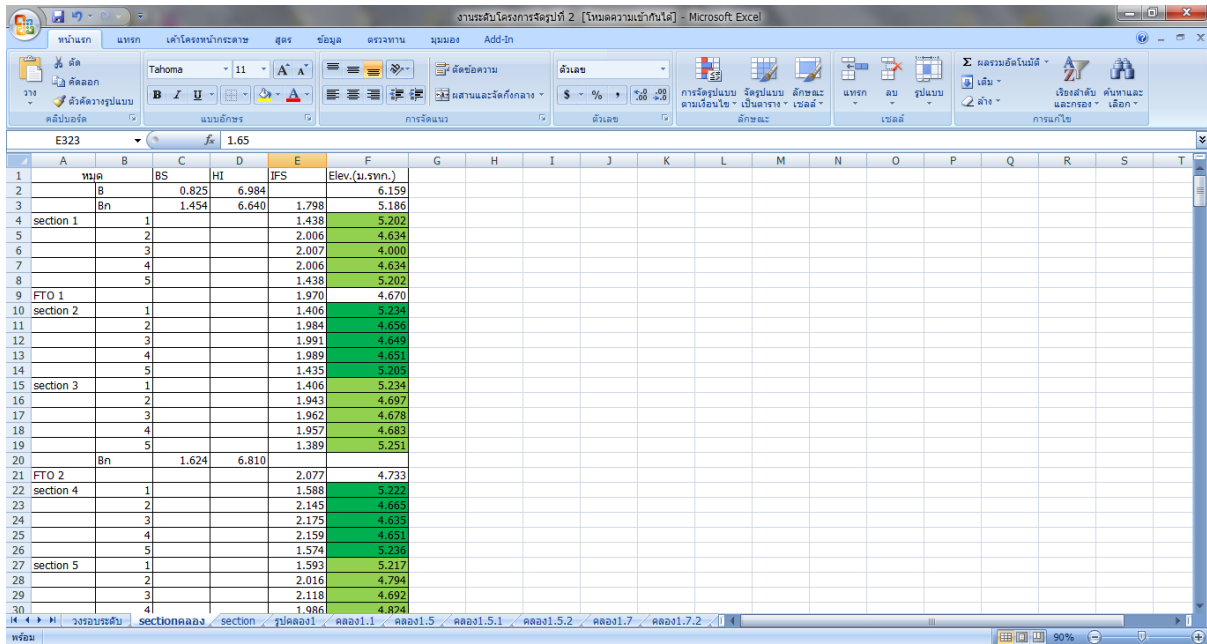 งานระดับโครงการจัดรูปที่ 2 [โหมดความเข้ากันได้] - Microsoft Excel
หน้าแรก แทรก เค้าโครงหน้ากระดาษ สูตร ข้อมูล ตรวจทาน มุมมอง Add-In
วาง ตัด คัดลอก ตัวคัดวางรูปแบบ คลิปบอร์ด
Tahoma 11 A A B I U A แบบอักษร
ตัดข้อความ ผสานและจัดกึ่งกลาง การจัดแนว
ตัวเลข $ % , .0 .00 .00 .0 ตัวเลข
การจัดรูปแบบตามเงื่อนไข จัดรูปแบบเป็นตาราง ลักษณะเซลล์ ลักษณะ
แทรก ลบ รูปแบบ เซลล์
Σ ผลรวมอัตโนมัติ เติม ล้าง เรียงลำดับและกรอง ค้นหาและเลือก การแก้ไข
E323 fx 1.65
A B C D E F G H I J K L M N O P Q R S T
1 หมุด BS HI IFS Elev.(ม.รทก.)
2 B 0.825 6.984 6.159
3 Bn 1.454 6.640 1.798 5.186
4 section 1 1 1.438 5.202
5 2 2.006 4.634
6 3 2.007 4.000
7 4 2.006 4.634
8 5 1.438 5.202
9 FTO 1 1.970 4.670
10 section 2 1 1.406 5.234
11 2 1.984 4.656
12 3 1.991 4.649
13 4 1.989 4.651
14 5 1.435 5.205
15 section 3 1 1.406 5.234
16 2 1.943 4.697
17 3 1.962 4.678
18 4 1.957 4.683
19 5 1.389 5.251
20 Bn 1.624 6.810
21 FTO 2 2.077 4.733
22 section 4 1 1.588 5.222
23 2 2.145 4.665
24 3 2.175 4.635
25 4 2.159 4.651
26 5 1.574 5.236
27 section 5 1 1.593 5.217
28 2 2.016 4.794
29 3 2.118 4.692
30 4 1.986 4.824
วงรอบระดับ sectionคลอง section รูปคลอง1 คลอง1.1 คลอง1.5 คลอง1.5.1 คลอง1.5.2 คลอง1.7 คลอง1.7.2
พร้อม 90%